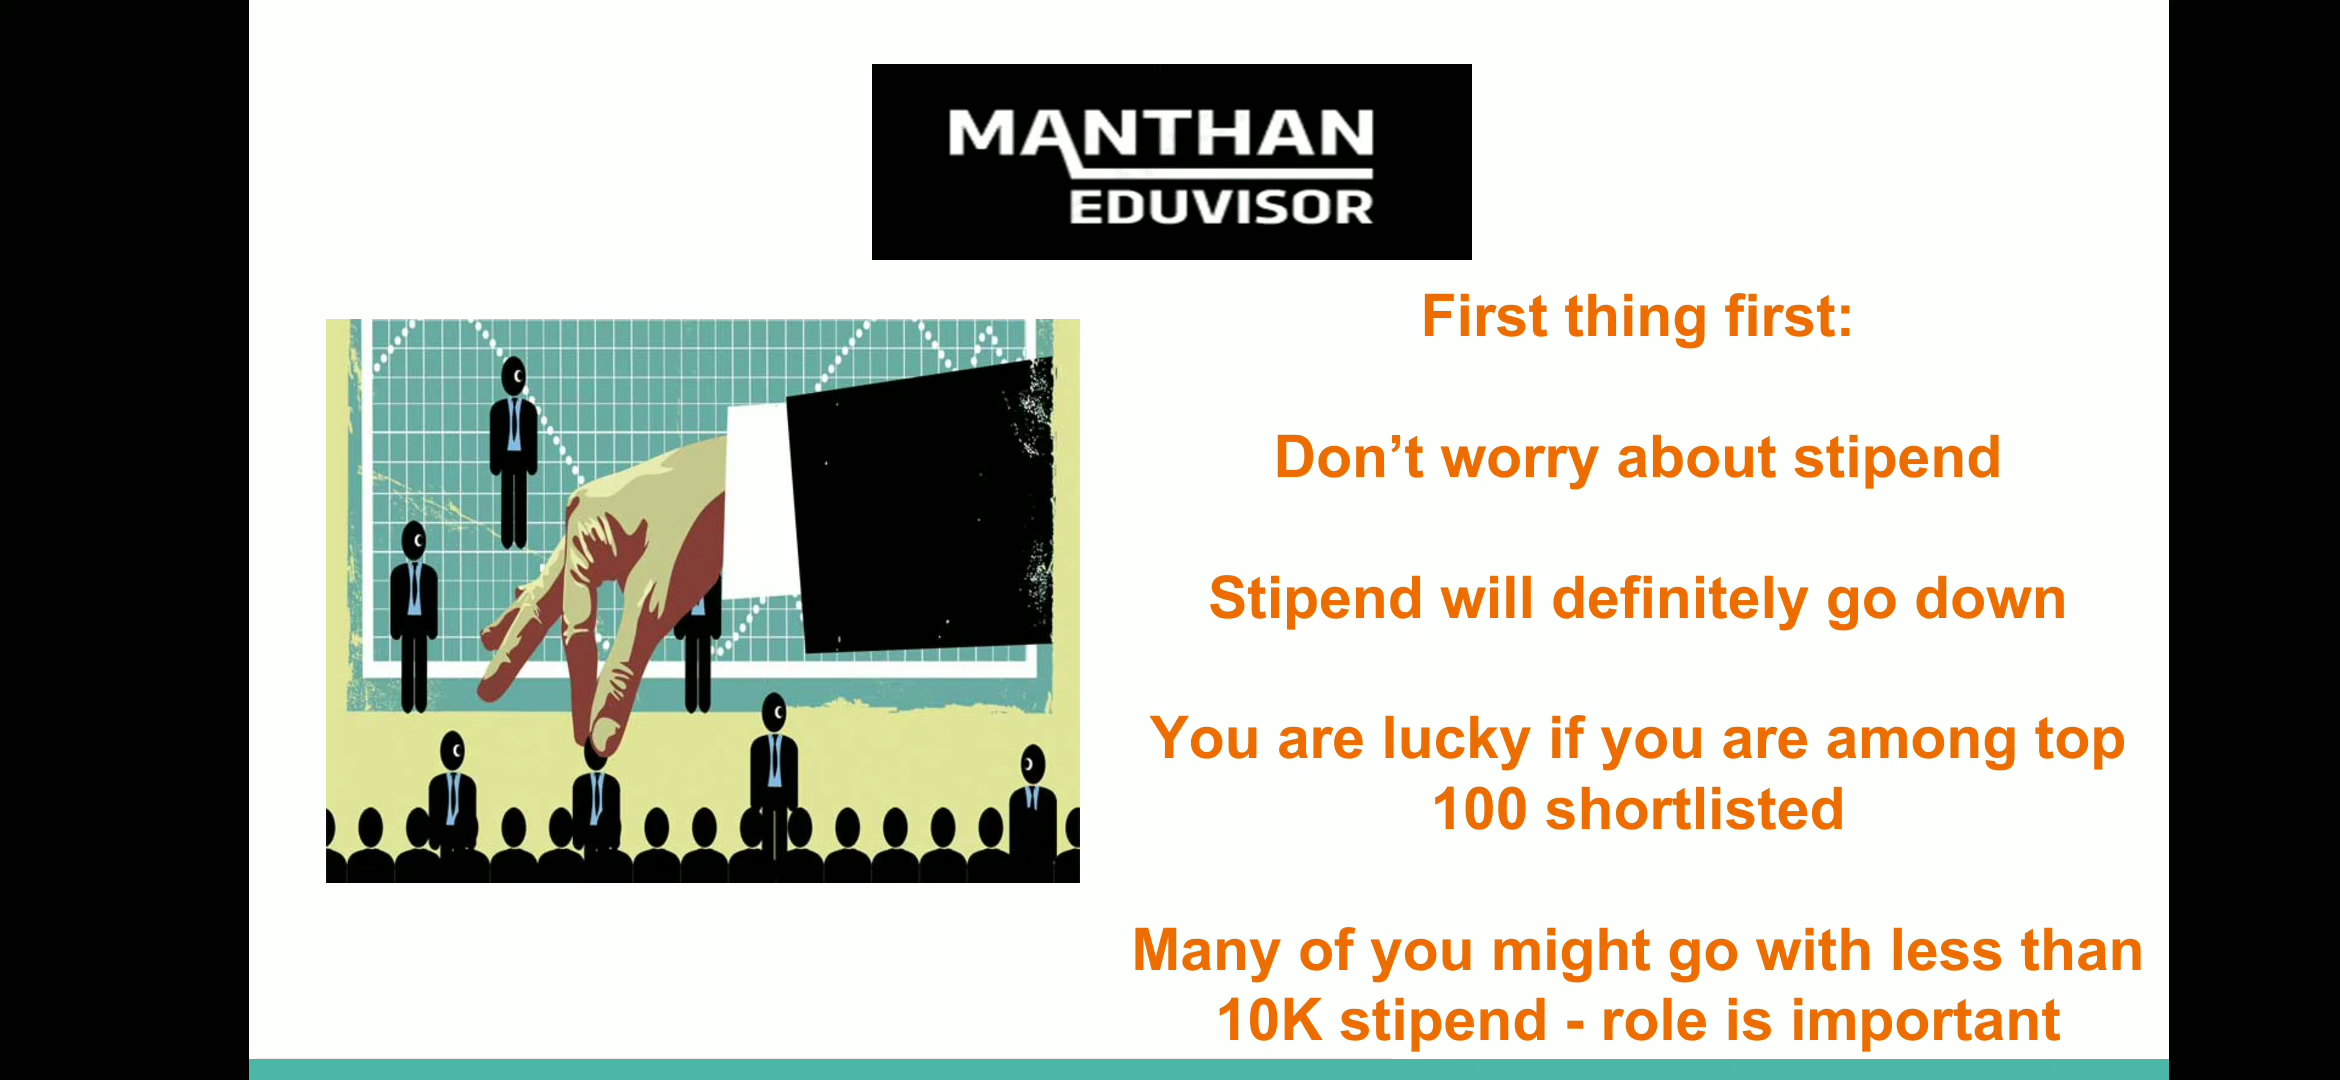 MANTHAN
EDUVISOR
First thing first:
Don’t worry about stipend
Stipend will definitely go down
You are lucky if you are among top
100 shortlisted
Many of you might go with less than
10K stipend - role is important